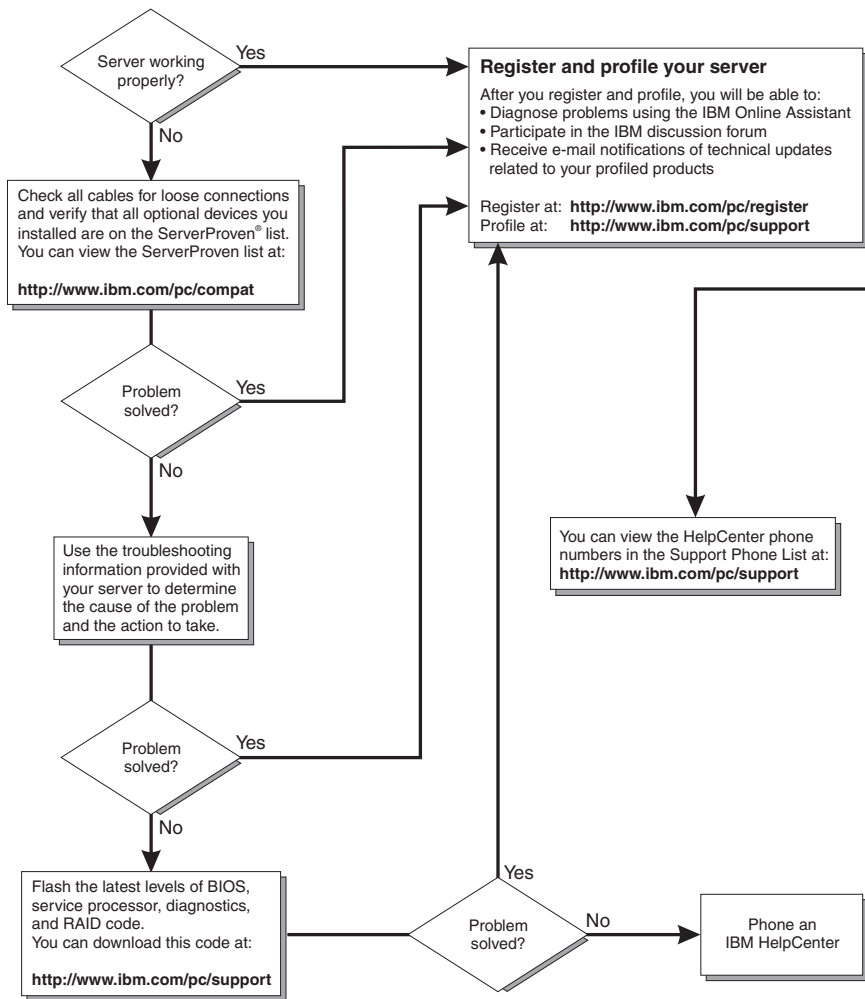 Server working
properly?
Yes
No
Register and profile your server
After you register and profile, you will be able to:
• Diagnose problems using the IBM Online Assistant
• Participate in the IBM discussion forum
• Receive e-mail notifications of technical updates
related to your profiled products
Register at: http://www.ibm.com/pc/register
Profile at: http://www.ibm.com/pc/support
Check all cables for loose connections
and verify that all optional devices you
installed are on the ServerProven® list.
You can view the ServerProven list at:
http://www.ibm.com/pc/compat
Problem
solved?
Yes
No
Use the troubleshooting
information provided with
your server to determine
the cause of the problem
and the action to take.
You can view the HelpCenter phone
numbers in the Support Phone List at:
http://www.ibm.com/pc/support
Problem
solved?
Yes
No
Flash the latest levels of BIOS,
service processor, diagnostics,
and RAID code.
You can download this code at:
http://www.ibm.com/pc/support
Problem
solved?
Yes
No
Phone an
IBM HelpCenter